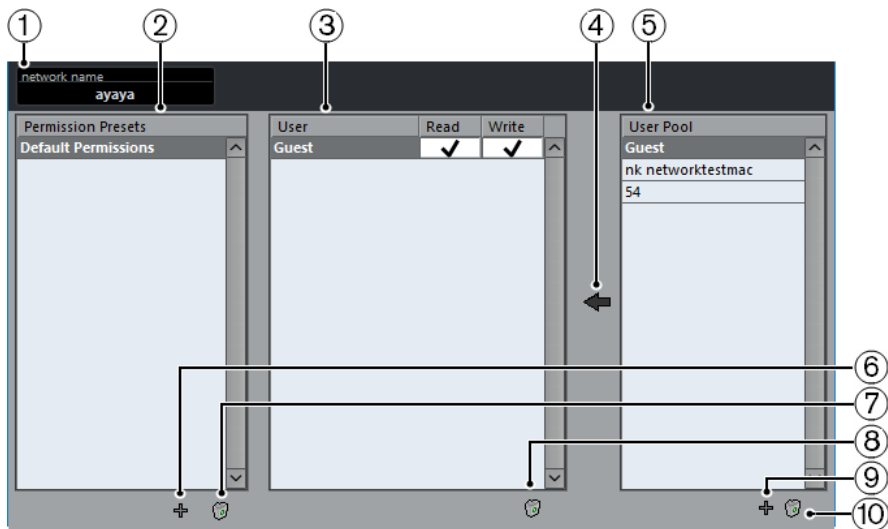 1
2
3
4
5
network name
ayaya
Permission Presets
User
Read
Write
User Pool
Default Permissions
Guest
Guest
nk networktestmac
54
6
7
8
9
10